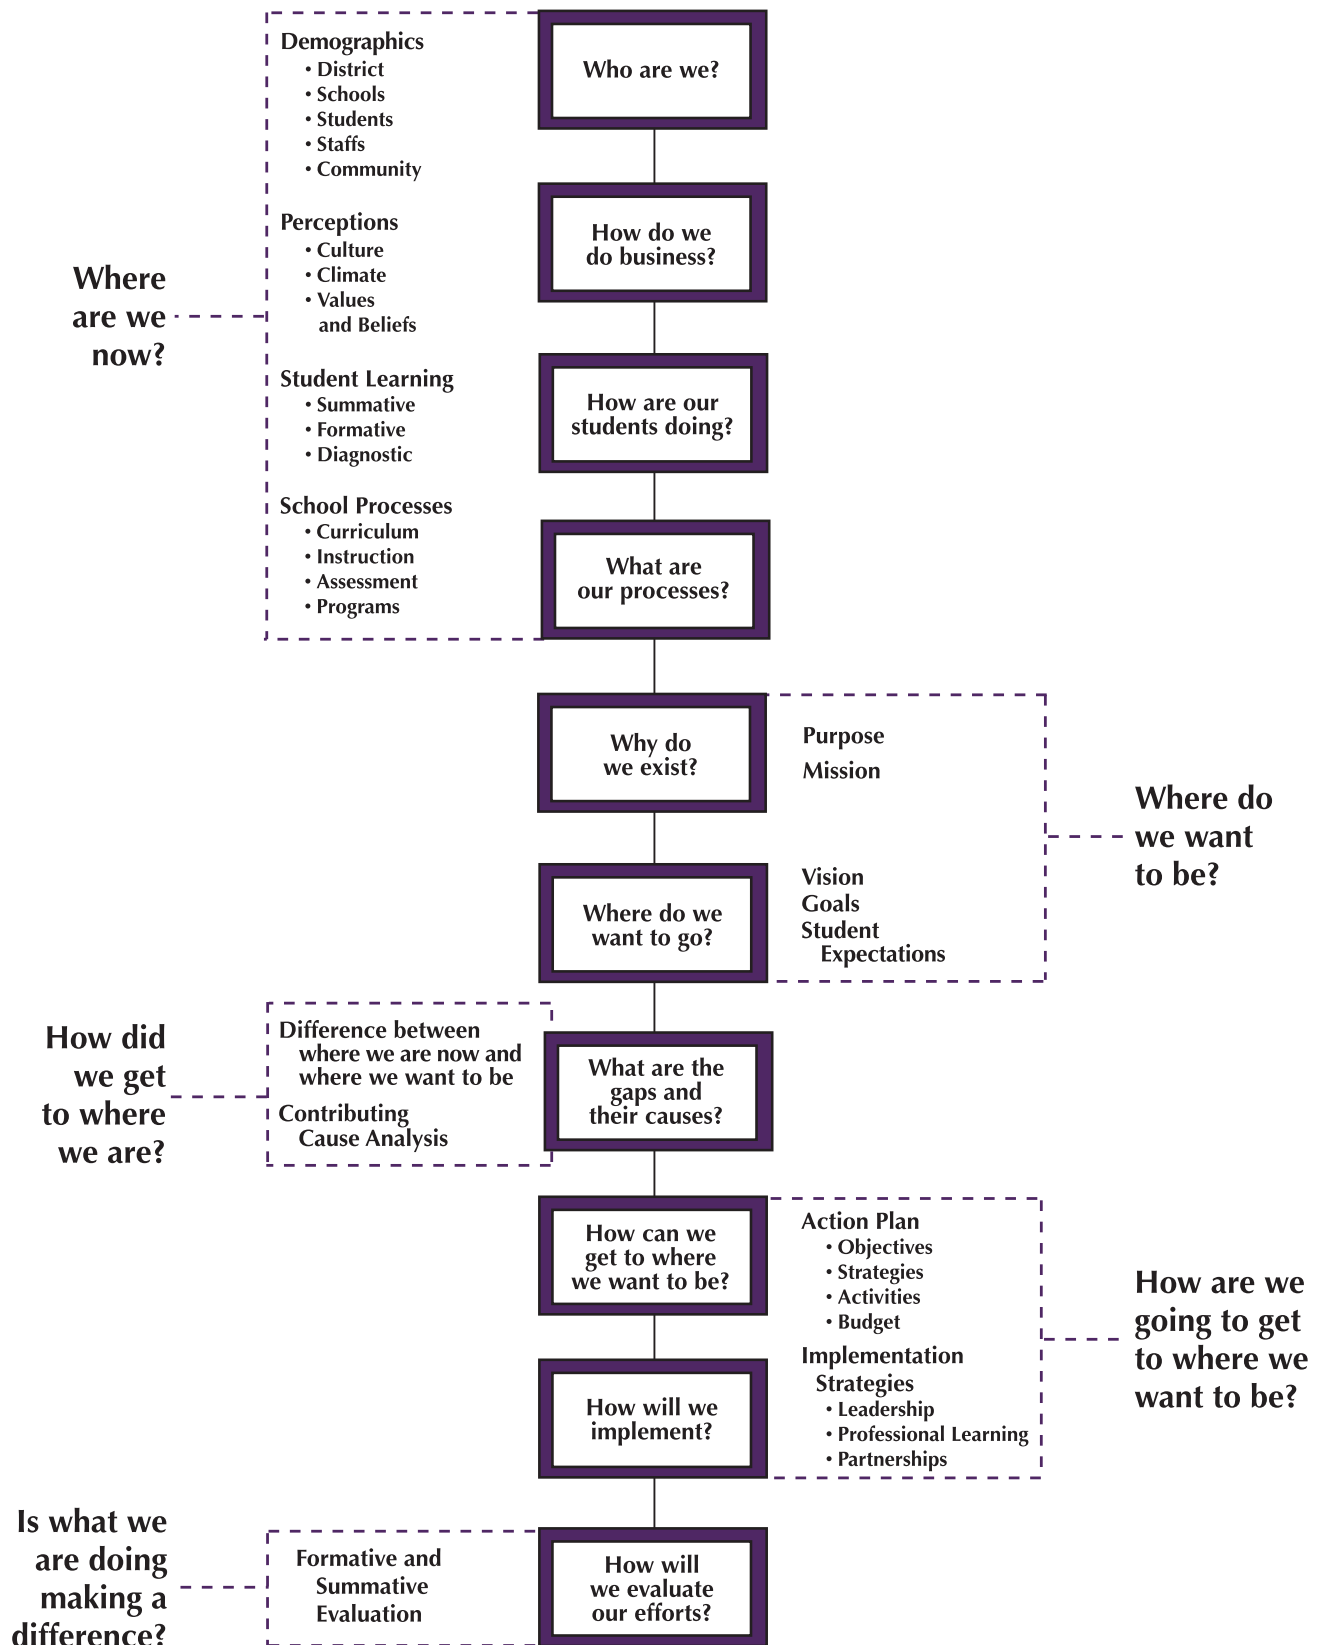 Who are we?
Demographics
• District
• Schools
• Students
• Staffs
• Community
How do we
do business?
Perceptions
• Culture
• Climate
• Values
and Beliefs
Where
are we
now?
How are our
students doing?
Student Learning
• Summative
• Formative
• Diagnostic
What are
our processes?
School Processes
• Curriculum
• Instruction
• Assessment
• Programs
Why do
we exist?
Purpose
Mission
Where do
we want
to be?
Where do we
want to go?
Vision
Goals
Student
Expectations
How did
we get
to where
we are?
Difference between
where we are now and
where we want to be
Contributing
Cause Analysis
What are the
gaps and
their causes?
How can we
get to where
we want to be?
Action Plan
• Objectives
• Strategies
• Activities
• Budget
How are we
going to get
to where we
want to be?
How will we
implement?
Implementation
Strategies
• Leadership
• Professional Learning
• Partnerships
Is what we
are doing
making a
difference?
Formative and
Summative
Evaluation
How will
we evaluate
our efforts?